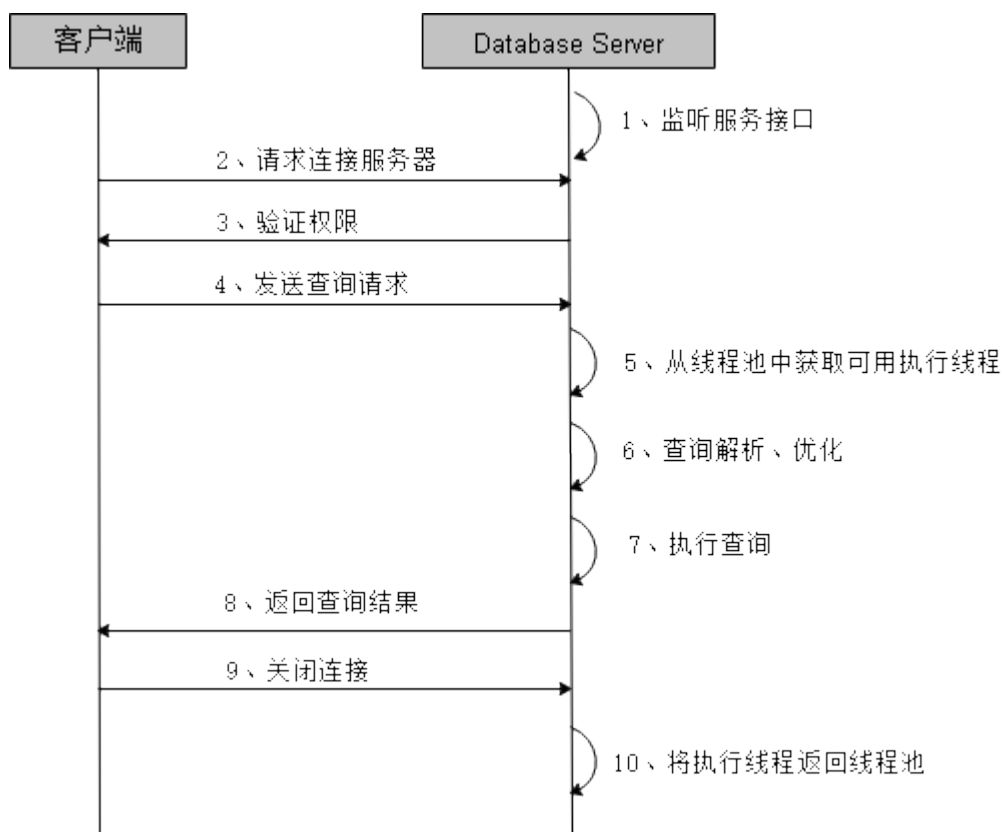 客户端
Database Server
1、监听服务接口
2、请求连接服务器
3、验证权限
4、发送查询请求
5、从线程池中获取可用执行线程
6、查询解析、优化
7、执行查询
8、返回查询结果
9、关闭连接
10、将执行线程返回线程池